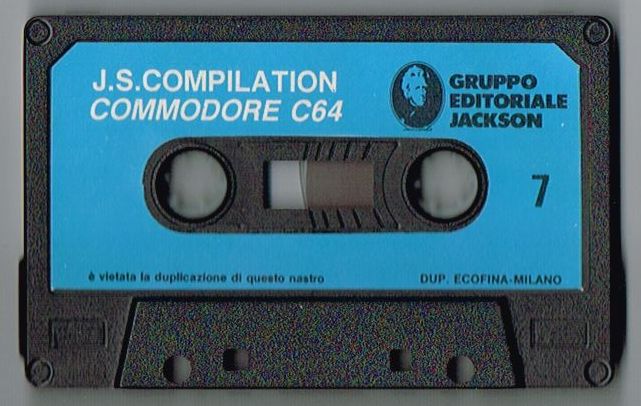 J.S.COMPILATION
COMMODORE C64
GRUPPO
EDITORIALE
JACKSON
7
è vietata la duplicazione di questo nastro
DUP. ECOFINA-MILANO